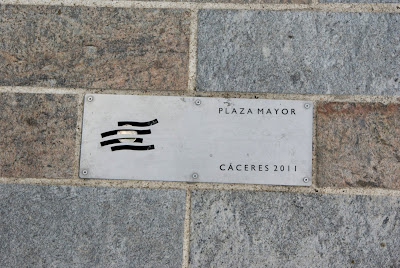 PLAZA MAYOR
CÁCERES 2011